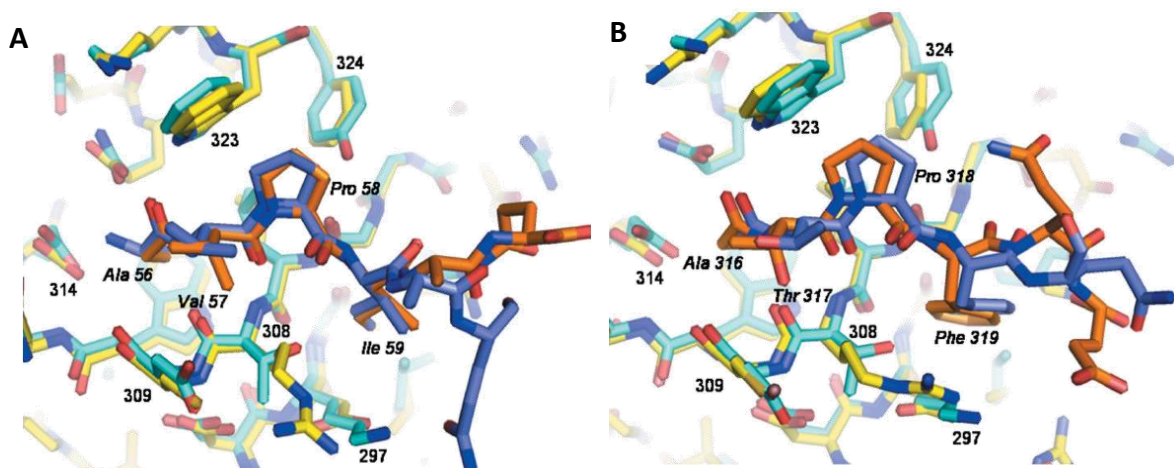 A
324
323
Pro 58
Ala 56
314
Val 57
308
Ile 59
309
297
B
324
323
Pro 318
Ala 316
314
Thr 317
308
Phe 319
309
297